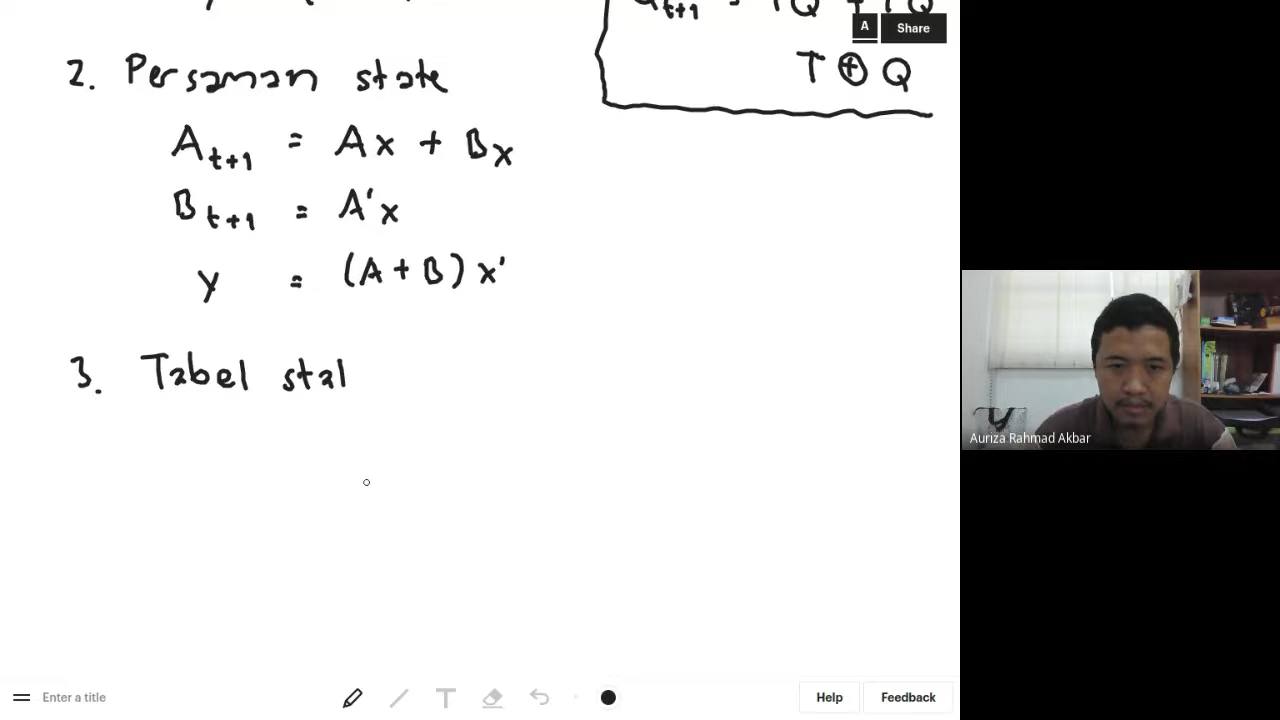 A Share
2. Persaman state
T ⊕ Q
A t+1 = Ax + Bx
B t+1 = A'x
y = (A + B) x'
3. Tabel stal
Auriza Rahmad Akbar
Enter a title
T
Help
Feedback